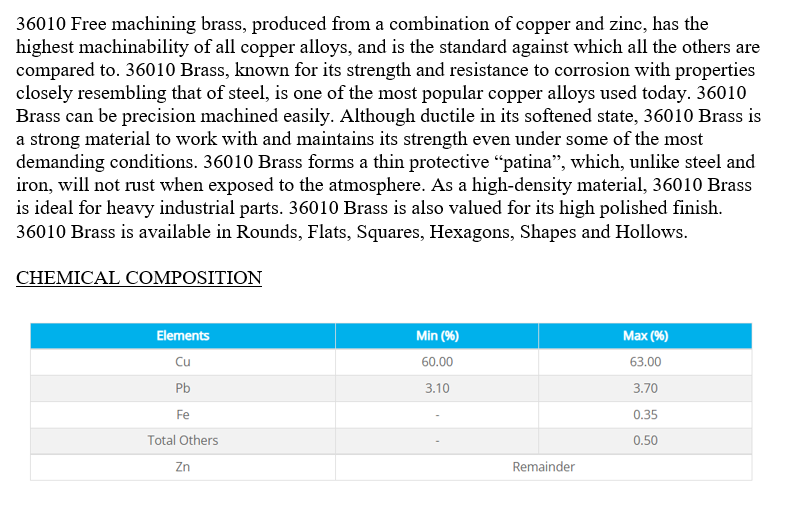 36010 Free machining brass, produced from a combination of copper and zinc, has the
highest machinability of all copper alloys, and is the standard against which all the others are
compared to. 36010 Brass, known for its strength and resistance to corrosion with properties
closely resembling that of steel, is one of the most popular copper alloys used today. 36010
Brass can be precision machined easily. Although ductile in its softened state, 36010 Brass is
a strong material to work with and maintains its strength even under some of the most
demanding conditions. 36010 Brass forms a thin protective “patina”, which, unlike steel and
iron, will not rust when exposed to the atmosphere. As a high-density material, 36010 Brass
is ideal for heavy industrial parts. 36010 Brass is also valued for its high polished finish.
36010 Brass is available in Rounds, Flats, Squares, Hexagons, Shapes and Hollows.
CHEMICAL COMPOSITION
Elements Min (%) Max (%)
Cu 60.00 63.00
Pb 3.10 3.70
Fe - 0.35
Total Others - 0.50
Zn Remainder